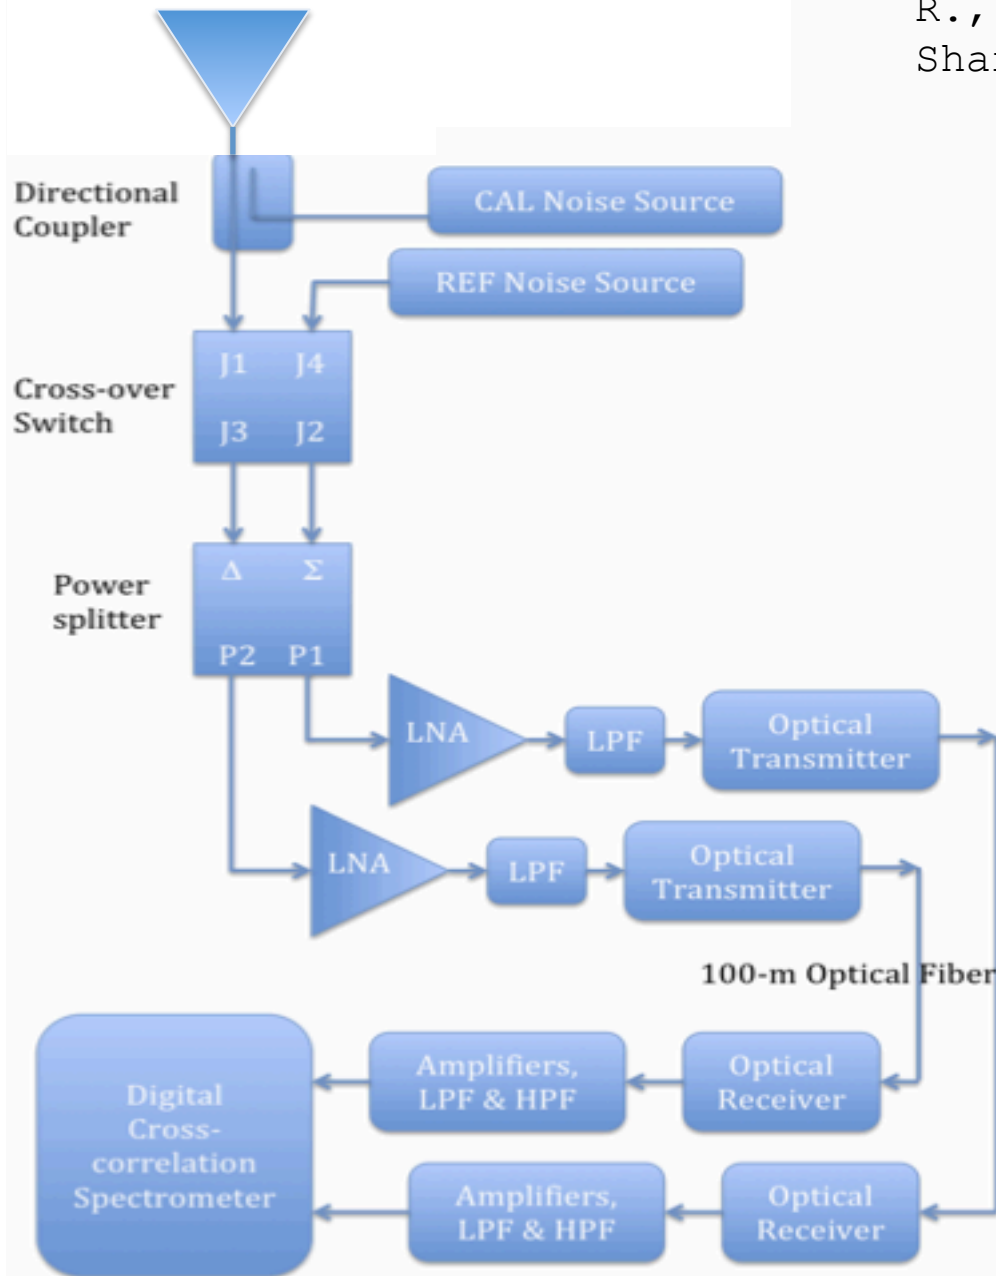 R.,
Directional
Coupler
CAL Noise Source
REF Noise Source
J1 J4
Cross-over
Switch
J3 J2
Δ Σ
Power
splitter
P2 P1
LNA
LPF
Optical
Transmitter
LNA
LPF
Optical
Transmitter
100-m Optical Fiber
Amplifiers,
LPF & HPF
Optical
Receiver
Digital
Cross-
correlation
Spectrometer
Amplifiers,
LPF & HPF
Optical
Receiver